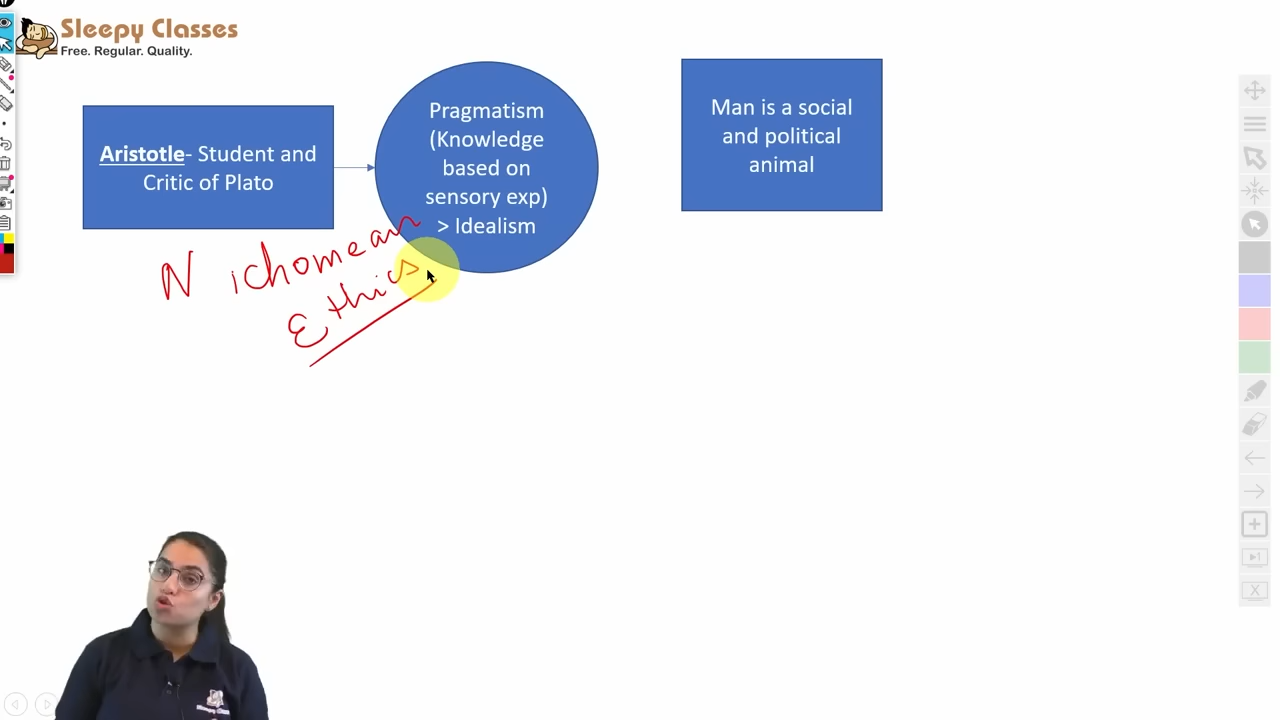 Sleepy Classes
Free. Regular. Quality.
Aristotle- Student and
Critic of Plato
Pragmatism
(Knowledge
based on
sensory exp)
> Idealism
Man is a social
and political
animal
Nichomean
Ethics